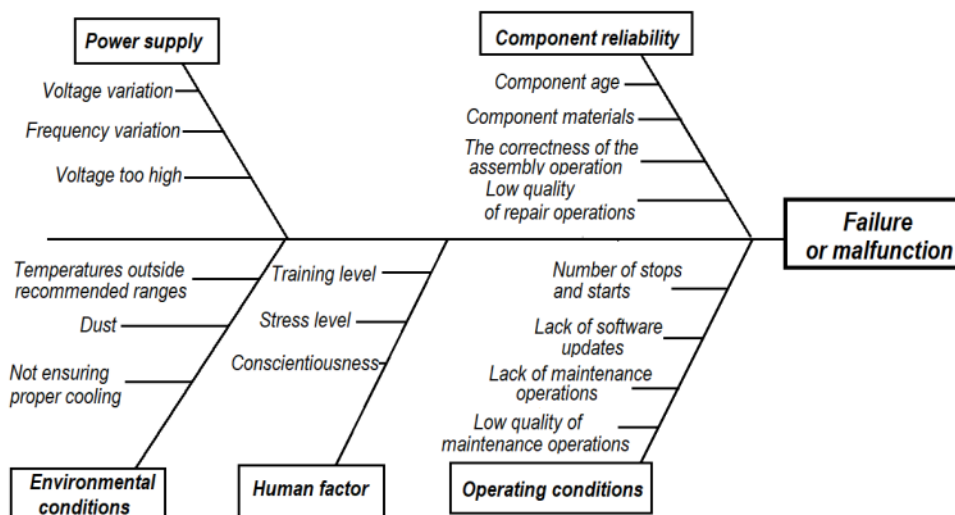 Power supply
Component reliability
Voltage variation
Frequency variation
Voltage too high
Component age
Component materials
The correctness of the
assembly operation
Low quality
of repair operations
Failure
or malfunction
Temperatures outside
recommended ranges
Dust
Not ensuring
proper cooling
Training level
Stress level
Conscientiousness
Number of stops
and starts
Lack of software
updates
Lack of maintenance
operations
Low quality of
maintenance operations
Environmental
conditions
Human factor
Operating conditions